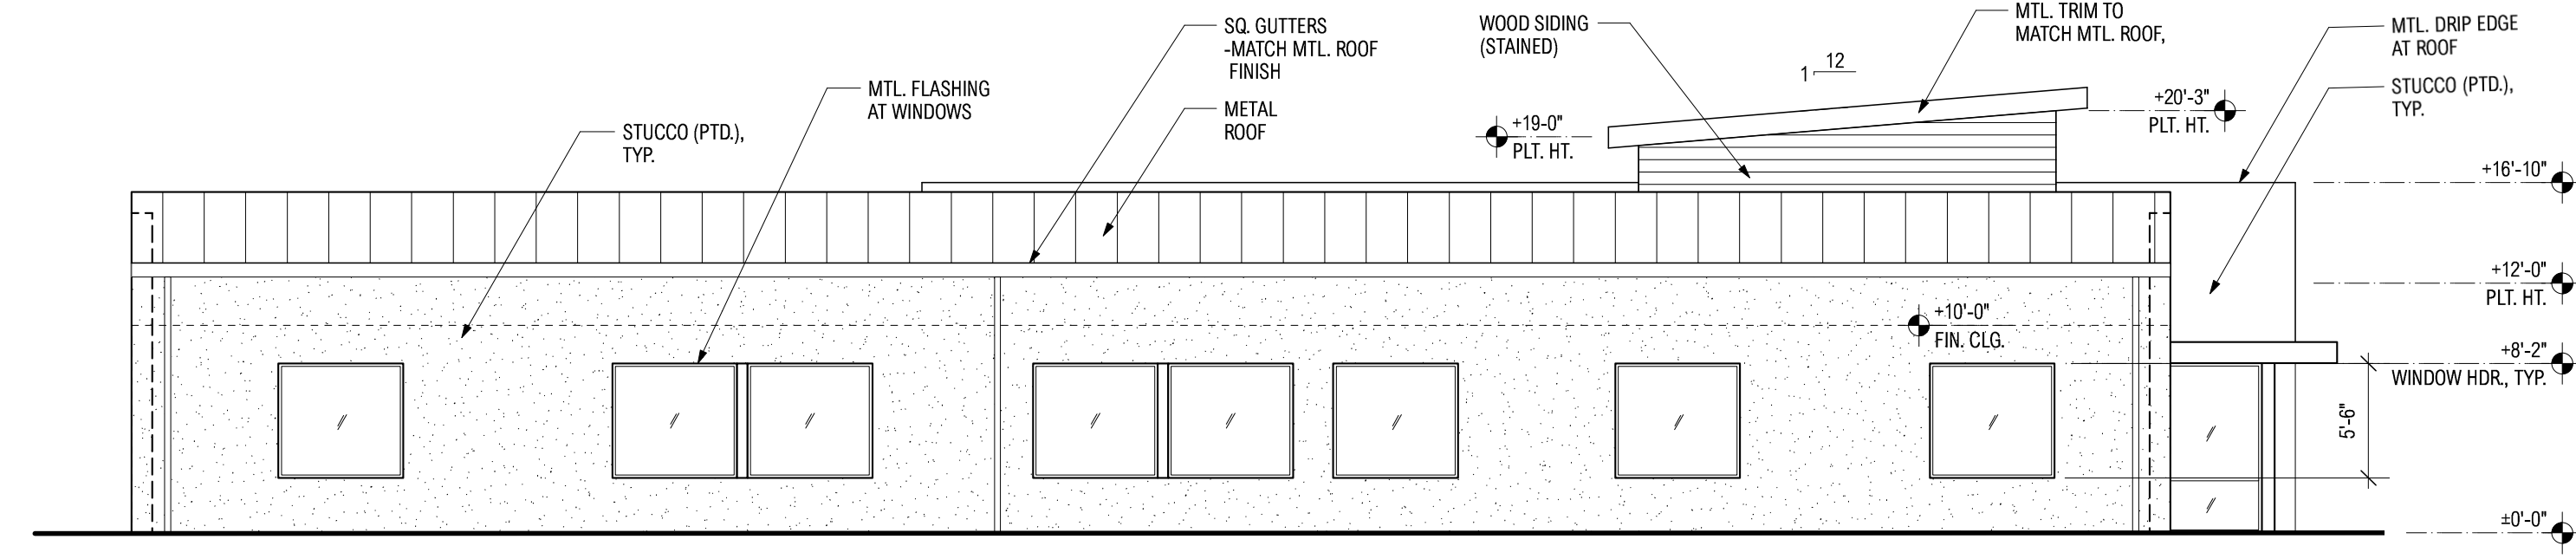 SQ. GUTTERS
-MATCH MTL. ROOF
FINISH
WOOD SIDING
(STAINED)
MTL. TRIM TO
MATCH MTL. ROOF,
MTL. DRIP EDGE
AT ROOF
12
1
MTL. FLASHING
AT WINDOWS
METAL
ROOF
STUCCO (PTD.),
TYP.
+20'-3"
PLT. HT.
STUCCO (PTD.),
TYP.
+19-0"
PLT. HT.
+16'-10"
+12'-0"
PLT. HT.
+10'-0"
FIN. CLG.
+8'-2"
WINDOW HDR., TYP.
5'-6"
±0'-0"